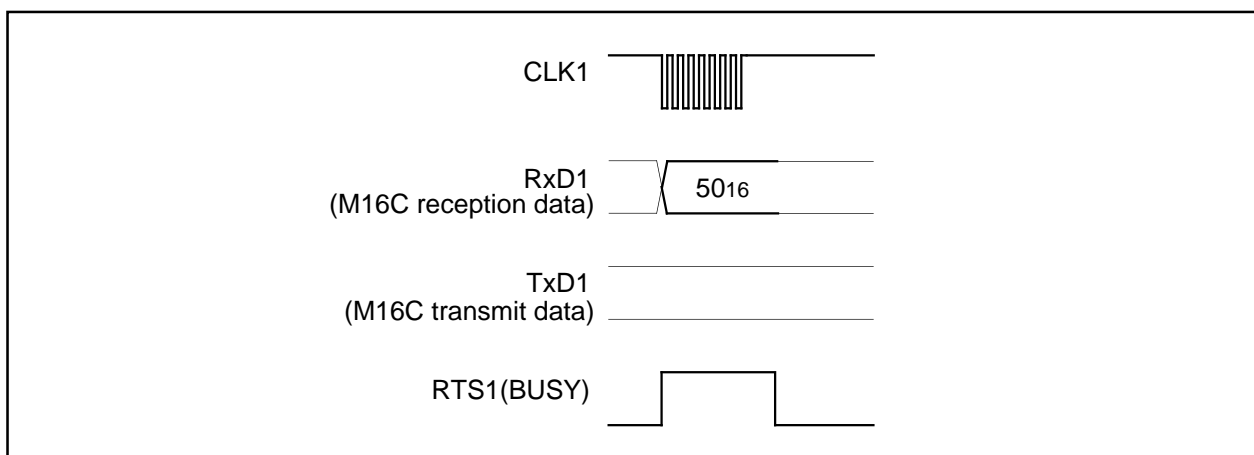 CLK1
RxD1
(M16C reception data)
5016
TxD1
(M16C transmit data)
RTS1(BUSY)